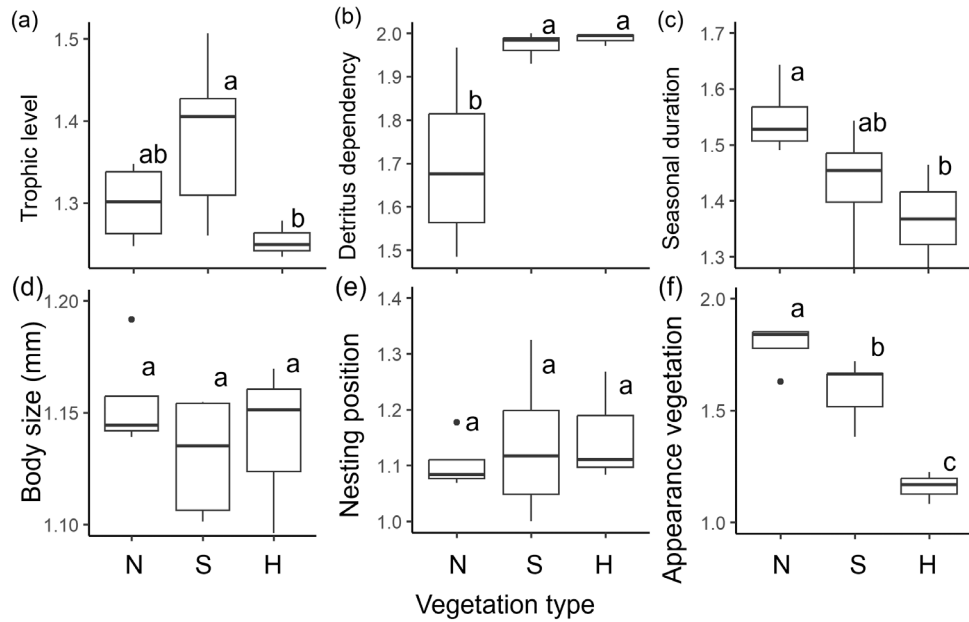 (a)
Trophic level
1.5
1.4
1.3
ab
a
b
(b)
Detritus dependency
2.0
1.9
1.8
1.7
1.6
1.5
b
a
a
(c)
Seasonal duration
1.7
1.6
1.5
1.4
1.3
a
ab
b
(d)
Body size (mm)
1.20
1.15
1.10
a
a
a
N
S
H
(e)
Nesting position
1.4
1.3
1.2
1.1
1.0
a
a
a
N
S
H
(f)
Appearance vegetation
2.0
1.5
1.0
a
b
c
N
S
H
Vegetation type